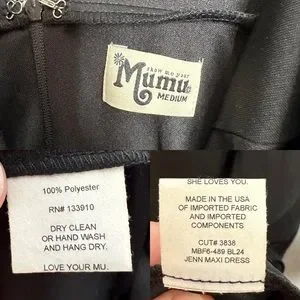 show me your
Mumu
MEDIUM
100% Polyester
RN# 133910
DRY CLEAN
OR HAND WASH
AND HANG DRY.
LOVE YOUR MU.
SHE LOVES YOU.
MADE IN THE USA
OF IMPORTED FABRIC
AND IMPORTED
COMPONENTS
CUT# 3838
MBF6-489 BL24
JENN MAXI DRESS